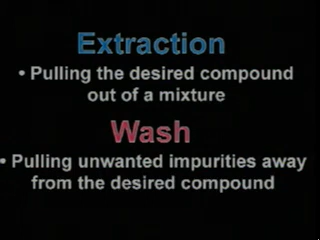 Extraction
• Pulling the desired compound
out of a mixture
Wash
• Pulling unwanted impurities away
from the desired compound